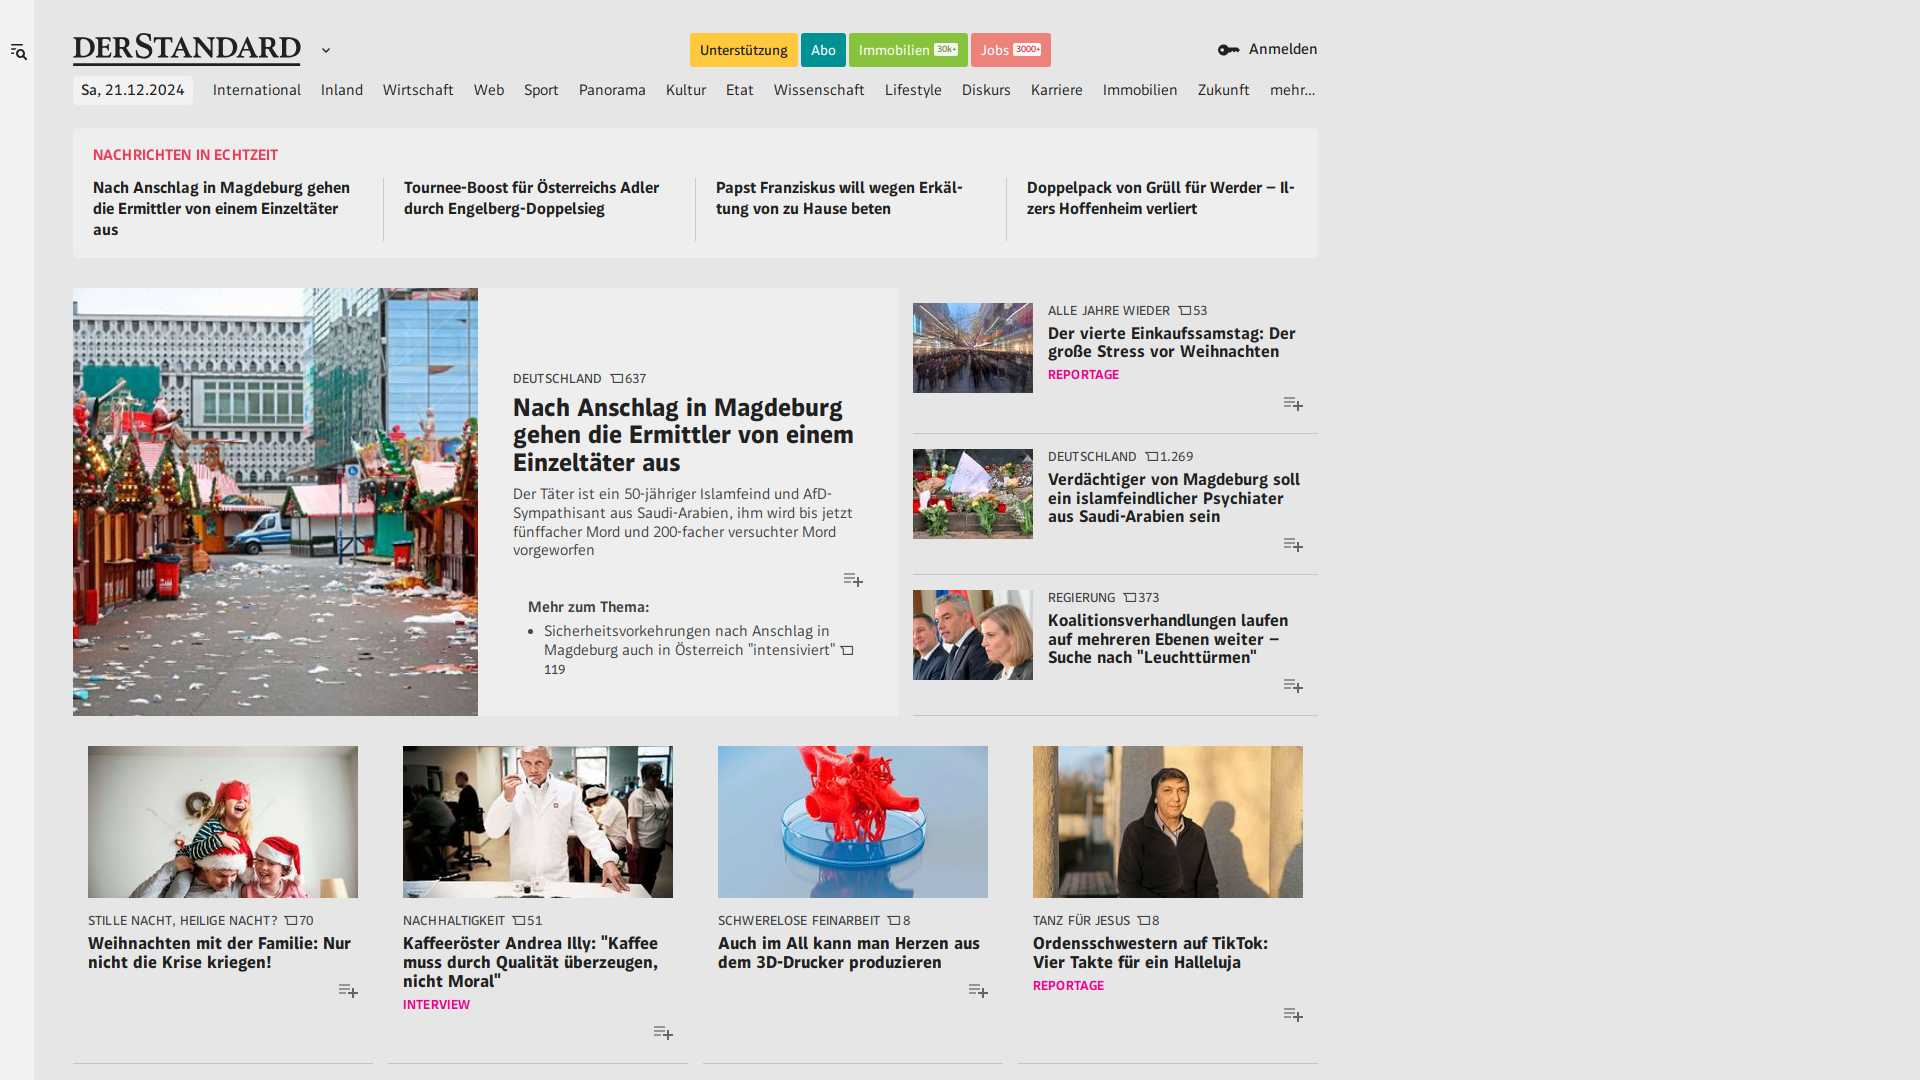 DERSTANDARD
Unterstützung Abo Immobilien 30k+ Jobs 3000+
Anmelden
Sa, 21.12.2024 International Inland Wirtschaft Web Sport Panorama Kultur Etat Wissenschaft Lifestyle Diskurs Karriere Immobilien Zukunft mehr…
NACHRICHTEN IN ECHTZEIT
Nach Anschlag in Magdeburg gehen
die Ermittler von einem Einzeltäter
aus
Tournee-Boost für Österreichs Adler
durch Engelberg-Doppelsieg
Papst Franziskus will wegen Erkäl-
tung von zu Hause beten
Doppelpack von Grüll für Werder – Il-
zers Hoffenheim verliert
DEUTSCHLAND 637
Nach Anschlag in Magdeburg
gehen die Ermittler von einem
Einzeltäter aus
Der Täter ist ein 50-jähriger Islamfeind und AfD-
Sympathisant aus Saudi-Arabien, ihm wird bis jetzt
fünffacher Mord und 200-facher versuchter Mord
vorgeworfen
Mehr zum Thema:
• Sicherheitsvorkehrungen nach Anschlag in
Magdeburg auch in Österreich "intensiviert"
119
ALLE JAHRE WIEDER 53
Der vierte Einkaufssamstag: Der
große Stress vor Weihnachten
REPORTAGE
DEUTSCHLAND 1.269
Verdächtiger von Magdeburg soll
ein islamfeindlicher Psychiater
aus Saudi-Arabien sein
REGIERUNG 373
Koalitionsverhandlungen laufen
auf mehreren Ebenen weiter –
Suche nach "Leuchttürmen"
STILLE NACHT, HEILIGE NACHT? 70
Weihnachten mit der Familie: Nur
nicht die Krise kriegen!
NACHHALTIGKEIT 51
Kaffeeröster Andrea Illy: "Kaffee
muss durch Qualität überzeugen,
nicht Moral"
INTERVIEW
SCHWERELOSE FEINARBEIT 8
Auch im All kann man Herzen aus
dem 3D-Drucker produzieren
TANZ FÜR JESUS 8
Ordensschwestern auf TikTok:
Vier Takte für ein Halleluja
REPORTAGE